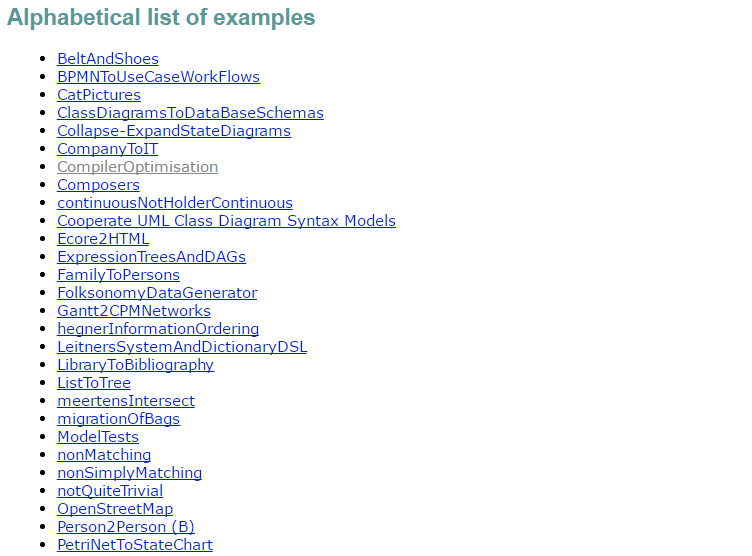 Alphabetical list of examples
BeltAndShoes
BPMNToUseCaseWorkFlows
CatPictures
ClassDiagramsToDataBaseSchemas
Collapse-ExpandStateDiagrams
CompanyToIT
CompilerOptimisation
Composers
continuousNotHolderContinuous
Cooperate UML Class Diagram Syntax Models
Ecore2HTML
ExpressionTreesAndDAGs
FamilyToPersons
FolksonomyDataGenerator
Gantt2CPMNetworks
hegnerInformationOrdering
LeitnersSystemAndDictionaryDSL
LibraryToBibliography
ListToTree
meertensIntersect
migrationOfBags
ModelTests
nonMatching
nonSimplyMatching
notQuiteTrivial
OpenStreetMap
Person2Person (B)
PetriNetToStateChart